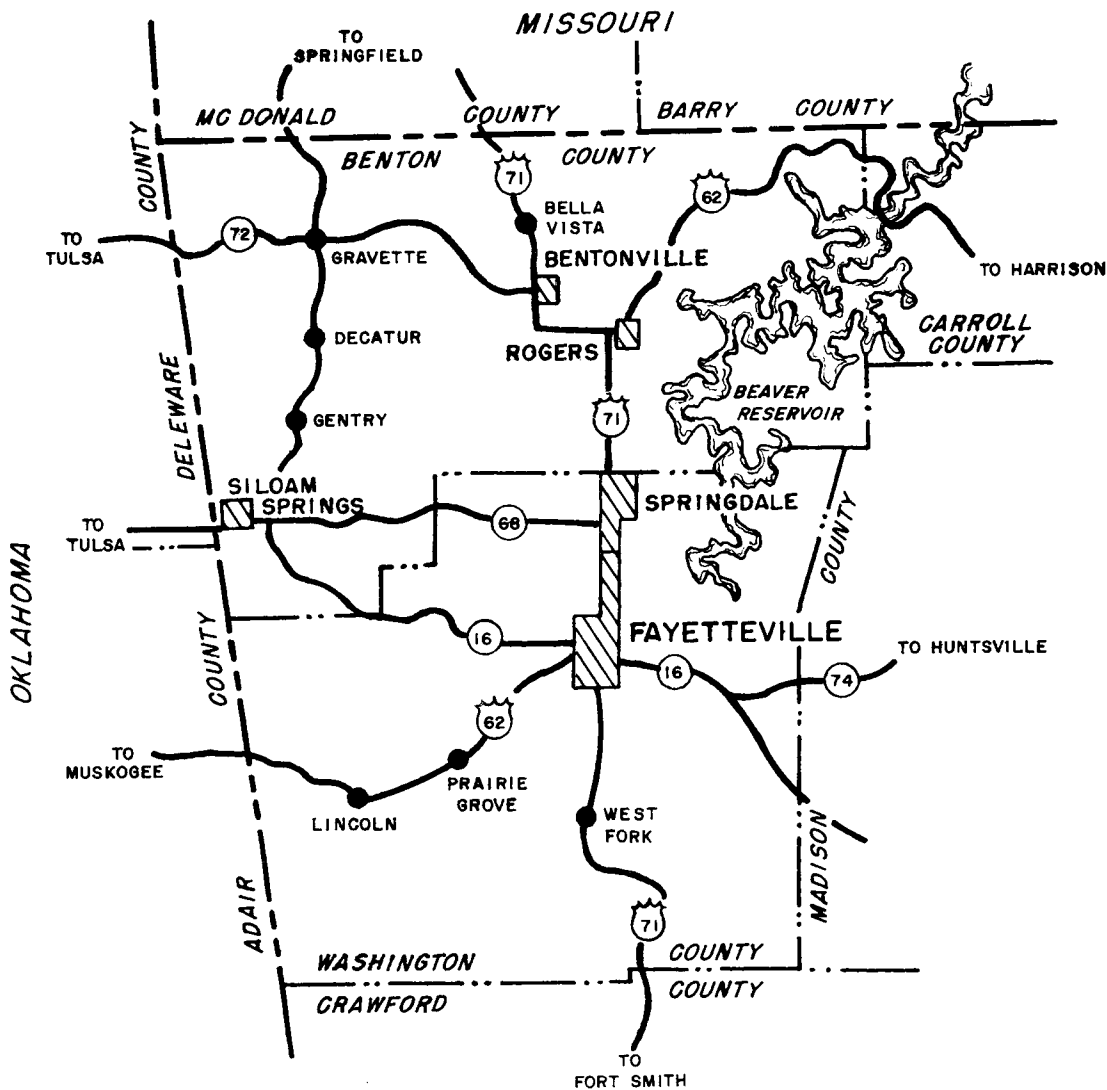 MISSOURI
TO
SPRINGFIELD
MC DONALD COUNTY BARRY COUNTY
BENTON COUNTY
COUNTY
71
62
BELLA
VISTA
72
TO
TULSA
GRAVETTE
BENTONVILLE
TO HARRISON
DECATUR
ROGERS
CARROLL
COUNTY
DELEWARE
GENTRY
71
BEAVER
RESERVOIR
SILOAM
SPRINGS
SPRINGDALE
TO
TULSA
68
COUNTY
OKLAHOMA
COUNTY
16
FAYETTEVILLE
16
74
TO HUNTSVILLE
62
TO
MUSKOGEE
PRAIRIE
GROVE
LINCOLN
WEST
FORK
MADISON
ADAIR
71
WASHINGTON COUNTY
CRAWFORD COUNTY
TO
FORT SMITH